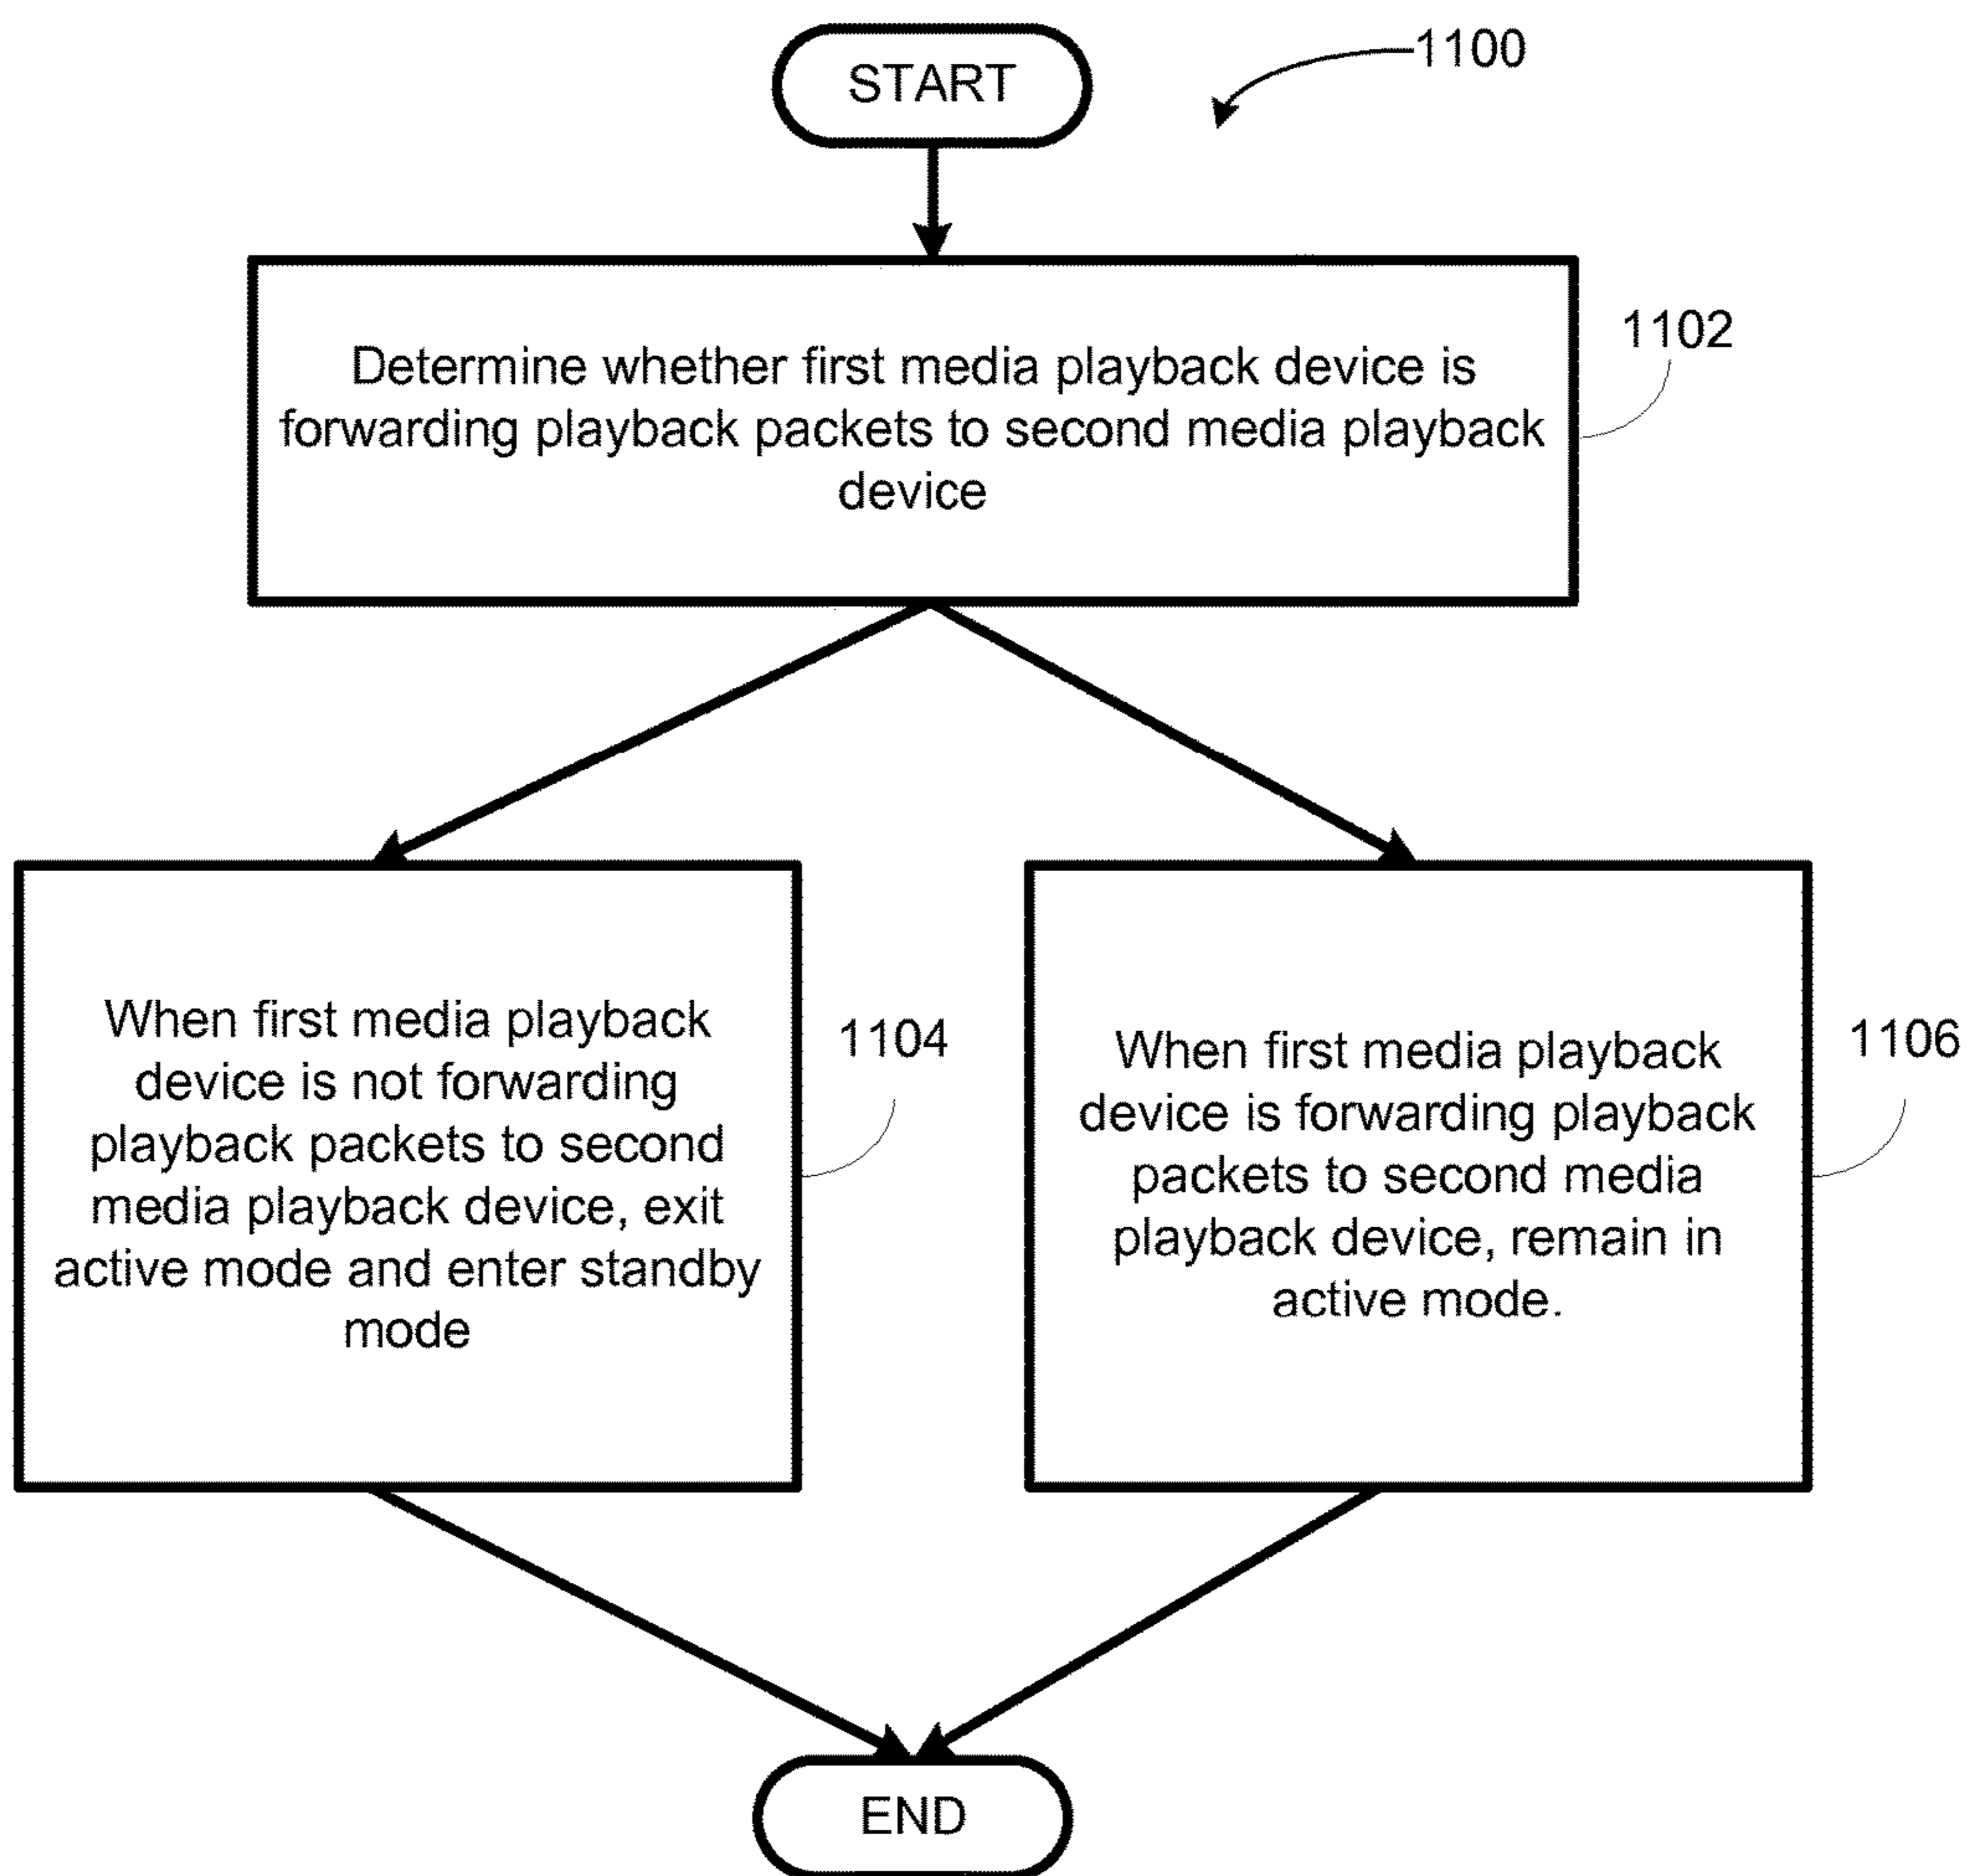 START
1100
Determine whether first media playback device is
forwarding playback packets to second media playback
device
1102
When first media playback
device is not forwarding
playback packets to second
media playback device, exit
active mode and enter standby
mode
1104
When first media playback
device is forwarding playback
packets to second media
playback device, remain in
active mode.
1106
END